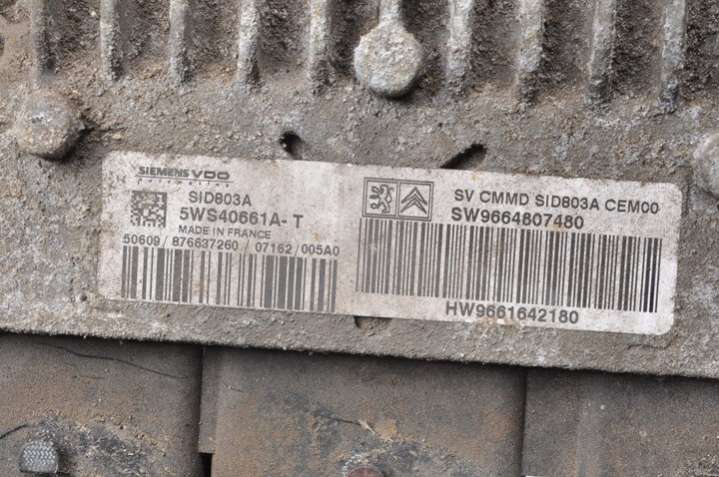 SIEMENS VDO
SID803A
5WS40661A-T
MADE IN FRANCE
50609 / 876637260 / 07162 / 005A0
SV CMMD SID803A CEM00
SW9664807480
HW9661642180